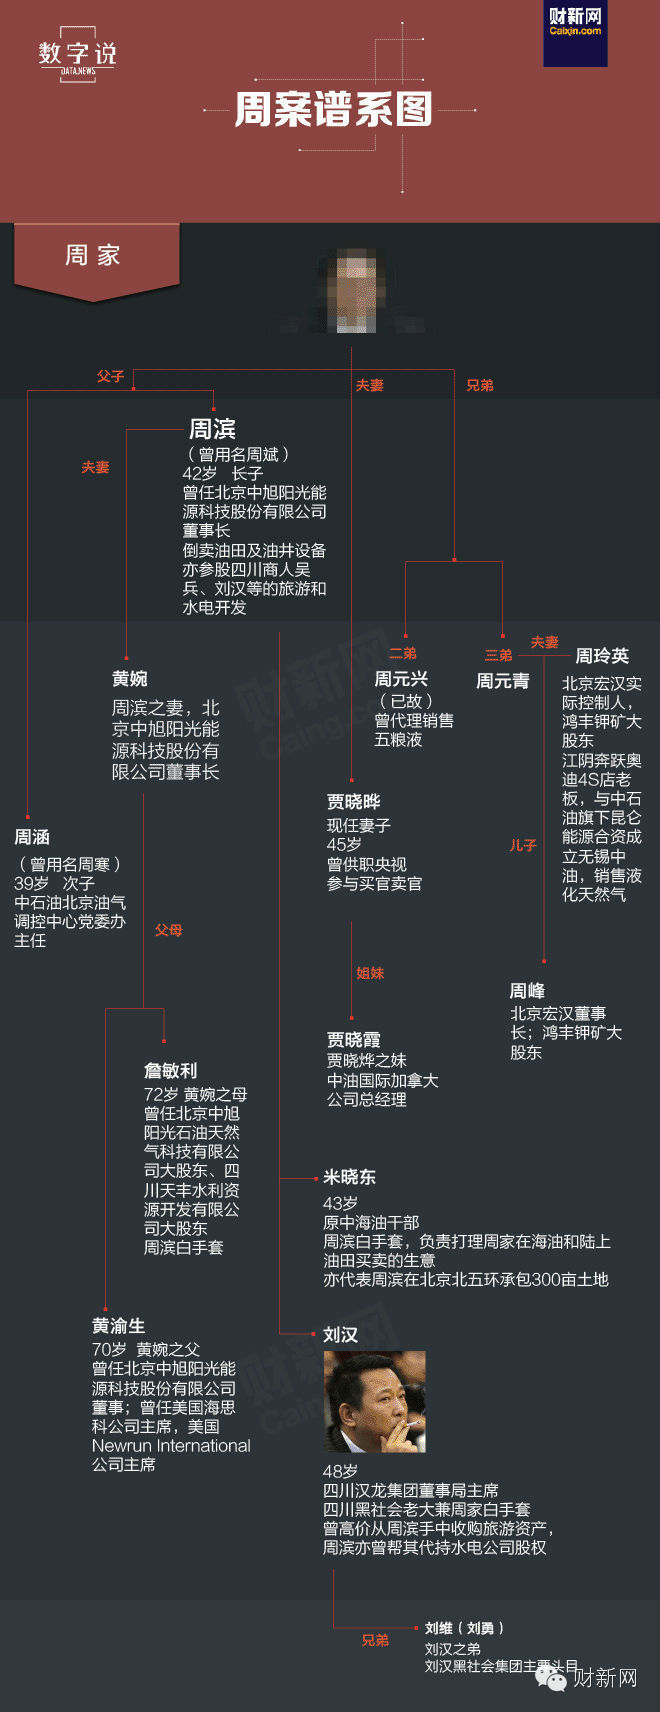 数字说
DATA.NEWS
财新网
Caixin.com
周案谱系图
周家
父子
夫妻
兄弟
周滨
（曾用名周斌）
42岁 长子
曾任北京中旭阳光能
源科技股份有限公司
董事长
倒卖油田及油井设备
亦参股四川商人吴
兵、刘汉等的旅游和
水电开发
夫妻
黄婉
周滨之妻，北
京中旭阳光能
源科技股份有
限公司董事长
二弟
周元兴
（已故）
曾代理销售
五粮液
三弟
周元青
夫妻
周玲英
北京宏汉实
际控制人，
鸿丰钾矿大
股东
江阴奔跃奥
迪4S店老
板，与中石
油旗下昆仑
能源合资成
立无锡中
油，销售液
化天然气
儿子
周峰
北京宏汉董事
长；鸿丰钾矿大
股东
贾晓晔
现任妻子
45岁
曾供职央视
参与买官卖官
姐妹
贾晓霞
贾晓烨之妹
中油国际加拿大
公司总经理
周涵
（曾用名周寒）
39岁 次子
中石油北京油气
调控中心党委办
主任
父母
詹敏利
72岁 黄婉之母
曾任北京中旭
阳光石油天然
气科技有限公
司大股东、四
川天丰水利资
源开发有限公
司大股东
周滨白手套
黄渝生
70岁 黄婉之父
曾任北京中旭阳光能
源科技股份有限公司
董事；曾任美国海思
科公司主席，美国
Newrun International
公司主席
米晓东
43岁
原中海油干部
周滨白手套，负责打理周家在海油和陆上
油田买卖的生意
亦代表周滨在北京北五环承包300亩土地
刘汉
48岁
四川汉龙集团董事局主席
四川黑社会老大兼周家白手套
曾高价从周滨手中收购旅游资产，
周滨亦曾帮其代持水电公司股权
兄弟
刘维（刘勇）
刘汉之弟
刘汉黑社会集团主要头目
财新网
财新网
Caing.com
财新网
Caing.com